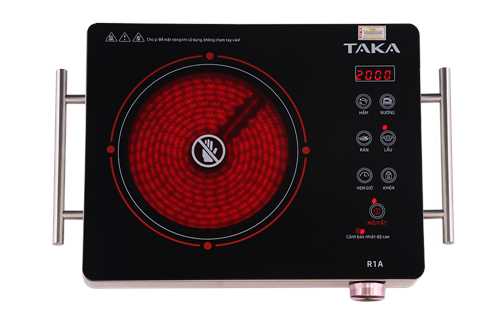 Chú ý: Bề mặt nóng khi sử dụng, không chạm tay vào!
TAKA
2000
HẦM
NƯỚNG
RÁN
LẨU
HẸN GIỜ
KHÓA
MỞ/TẮT
Cảnh báo nhiệt độ cao
R1A